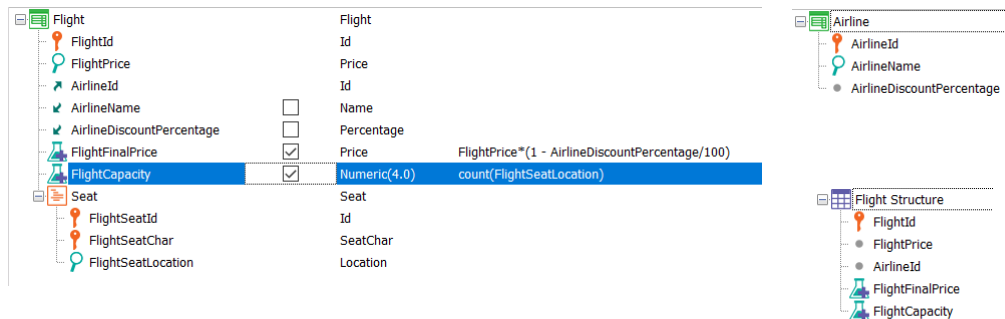 Flight Flight
FlightId Id
FlightPrice Price
AirlineId Id
AirlineName Name
AirlineDiscountPercentage Percentage
FlightFinalPrice Price FlightPrice*(1 - AirlineDiscountPercentage/100)
FlightCapacity Numeric(4.0) count(FlightSeatLocation)
Seat Seat
FlightSeatId Id
FlightSeatChar SeatChar
FlightSeatLocation Location
Airline
AirlineId
AirlineName
AirlineDiscountPercentage
Flight Structure
FlightId
FlightPrice
AirlineId
FlightFinalPrice
FlightCapacity